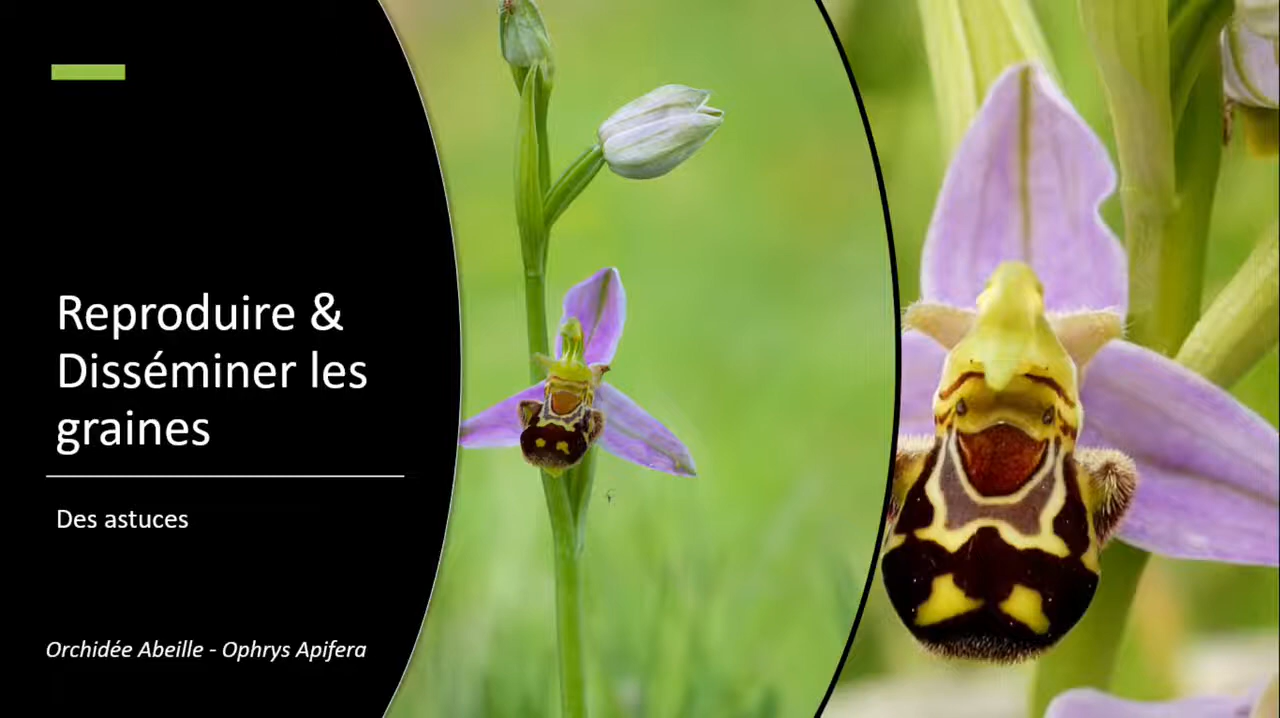 Reproduire &
Disséminer les
graines
Des astuces
Orchidée Abeille - Ophrys Apifera